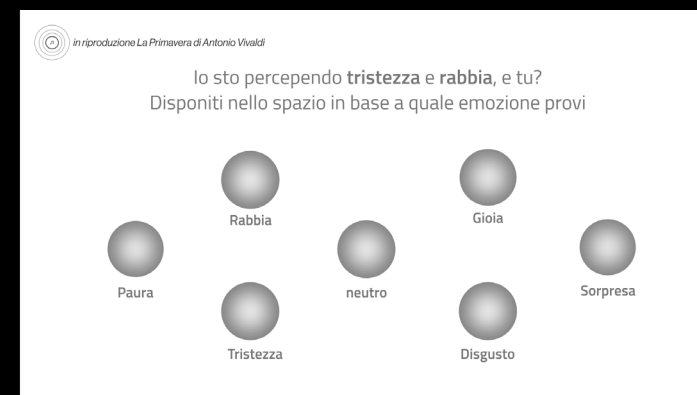 in riproduzione La Primavera di Antonio Vivaldi
Io sto percependo tristezza e rabbia, e tu?
Disponiti nello spazio in base a quale emozione provi
Rabbia
Gioia
Paura
neutro
Sorpresa
Tristezza
Disgusto